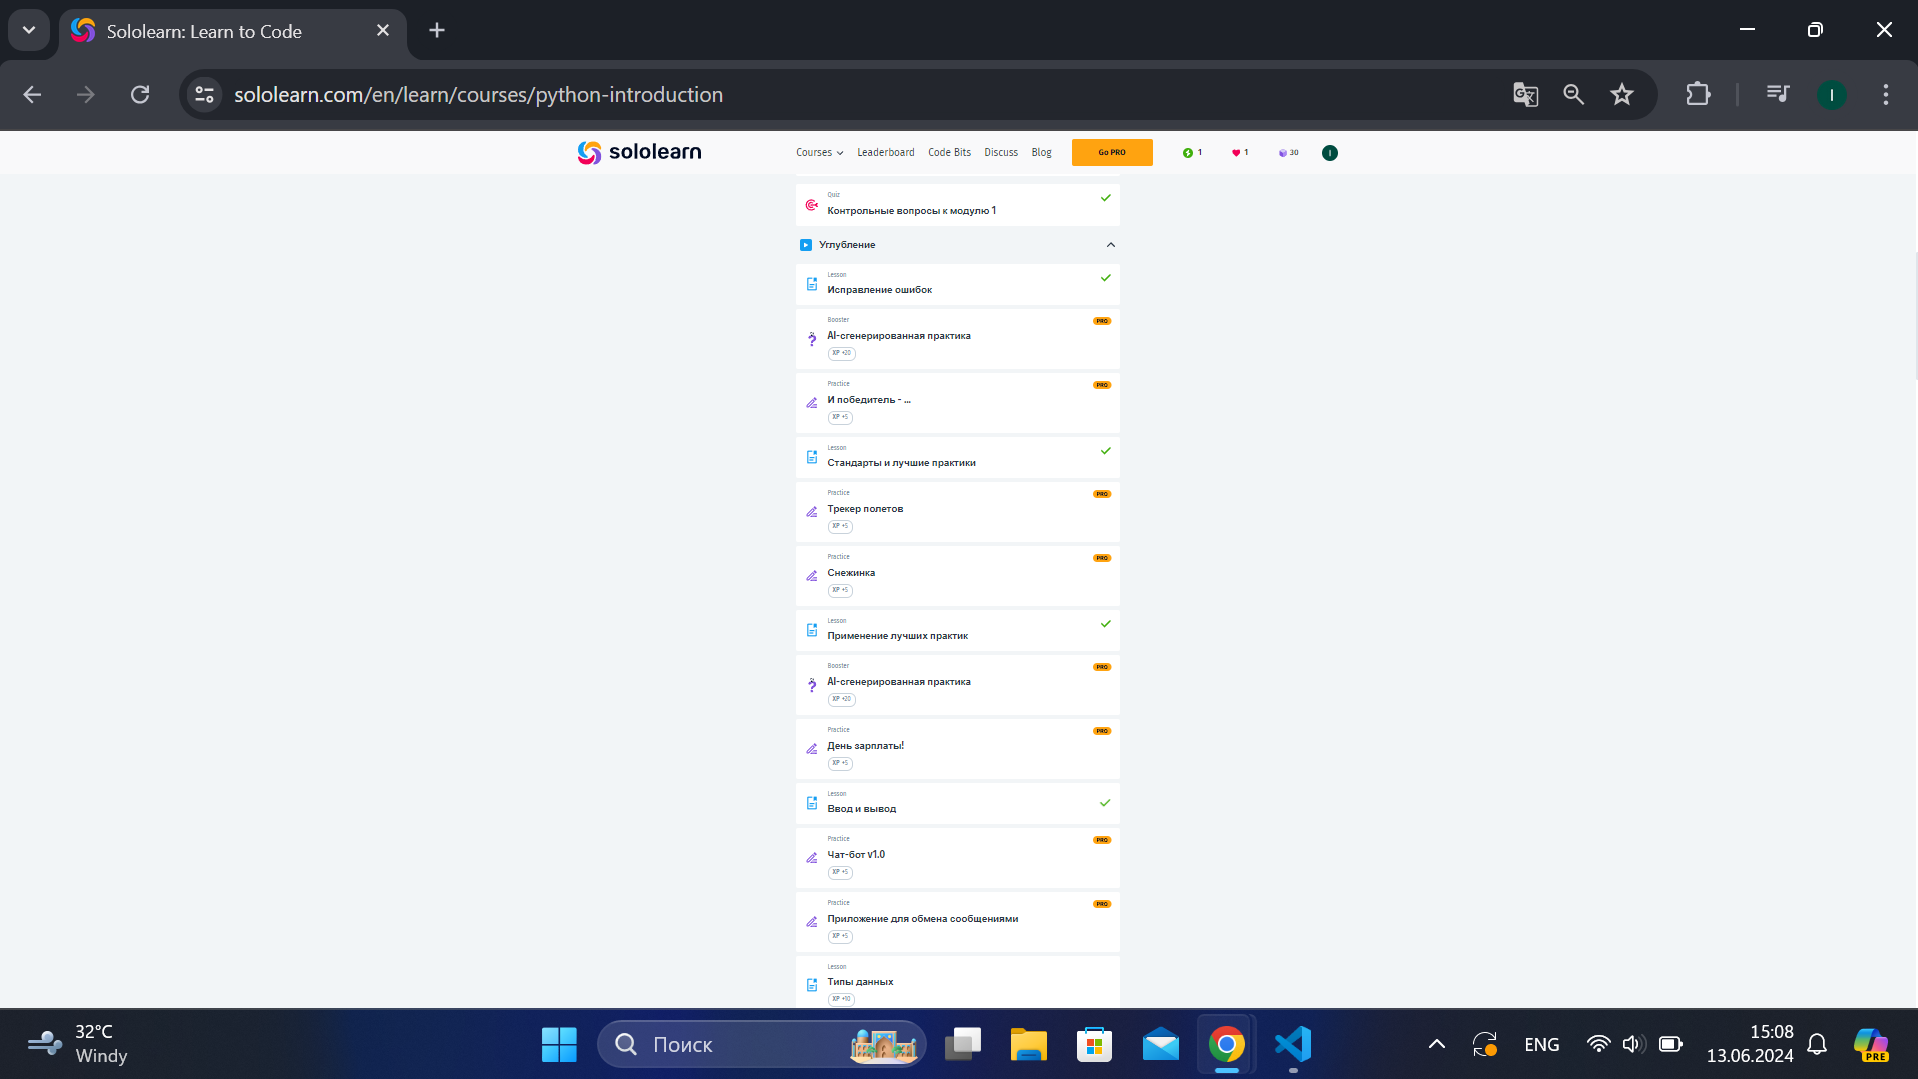 Sololearn: Learn to Code
sololearn.com/en/learn/courses/python-introduction
I
sololearn
Courses
Leaderboard
Code Bits
Discuss
Blog
Go PRO
1
1
30
I
Quiz
Контрольные вопросы к модулю 1
Углубление
Lesson
Исправление ошибок
Booster
PRO
AI-сгенерированная практика
XP +20
Practice
PRO
И победитель - ...
XP +5
Lesson
Стандарты и лучшие практики
Practice
PRO
Трекер полетов
XP +5
Practice
PRO
Снежинка
XP +5
Lesson
Применение лучших практик
Booster
PRO
AI-сгенерированная практика
XP +20
Practice
PRO
День зарплаты!
XP +5
Lesson
Ввод и вывод
Practice
PRO
Чат-бот v1.0
XP +5
Practice
PRO
Приложение для обмена сообщениями
XP +5
Lesson
Типы данных
XP +10
32°C
Windy
Поиск
ENG
15:08
13.06.2024
PRE